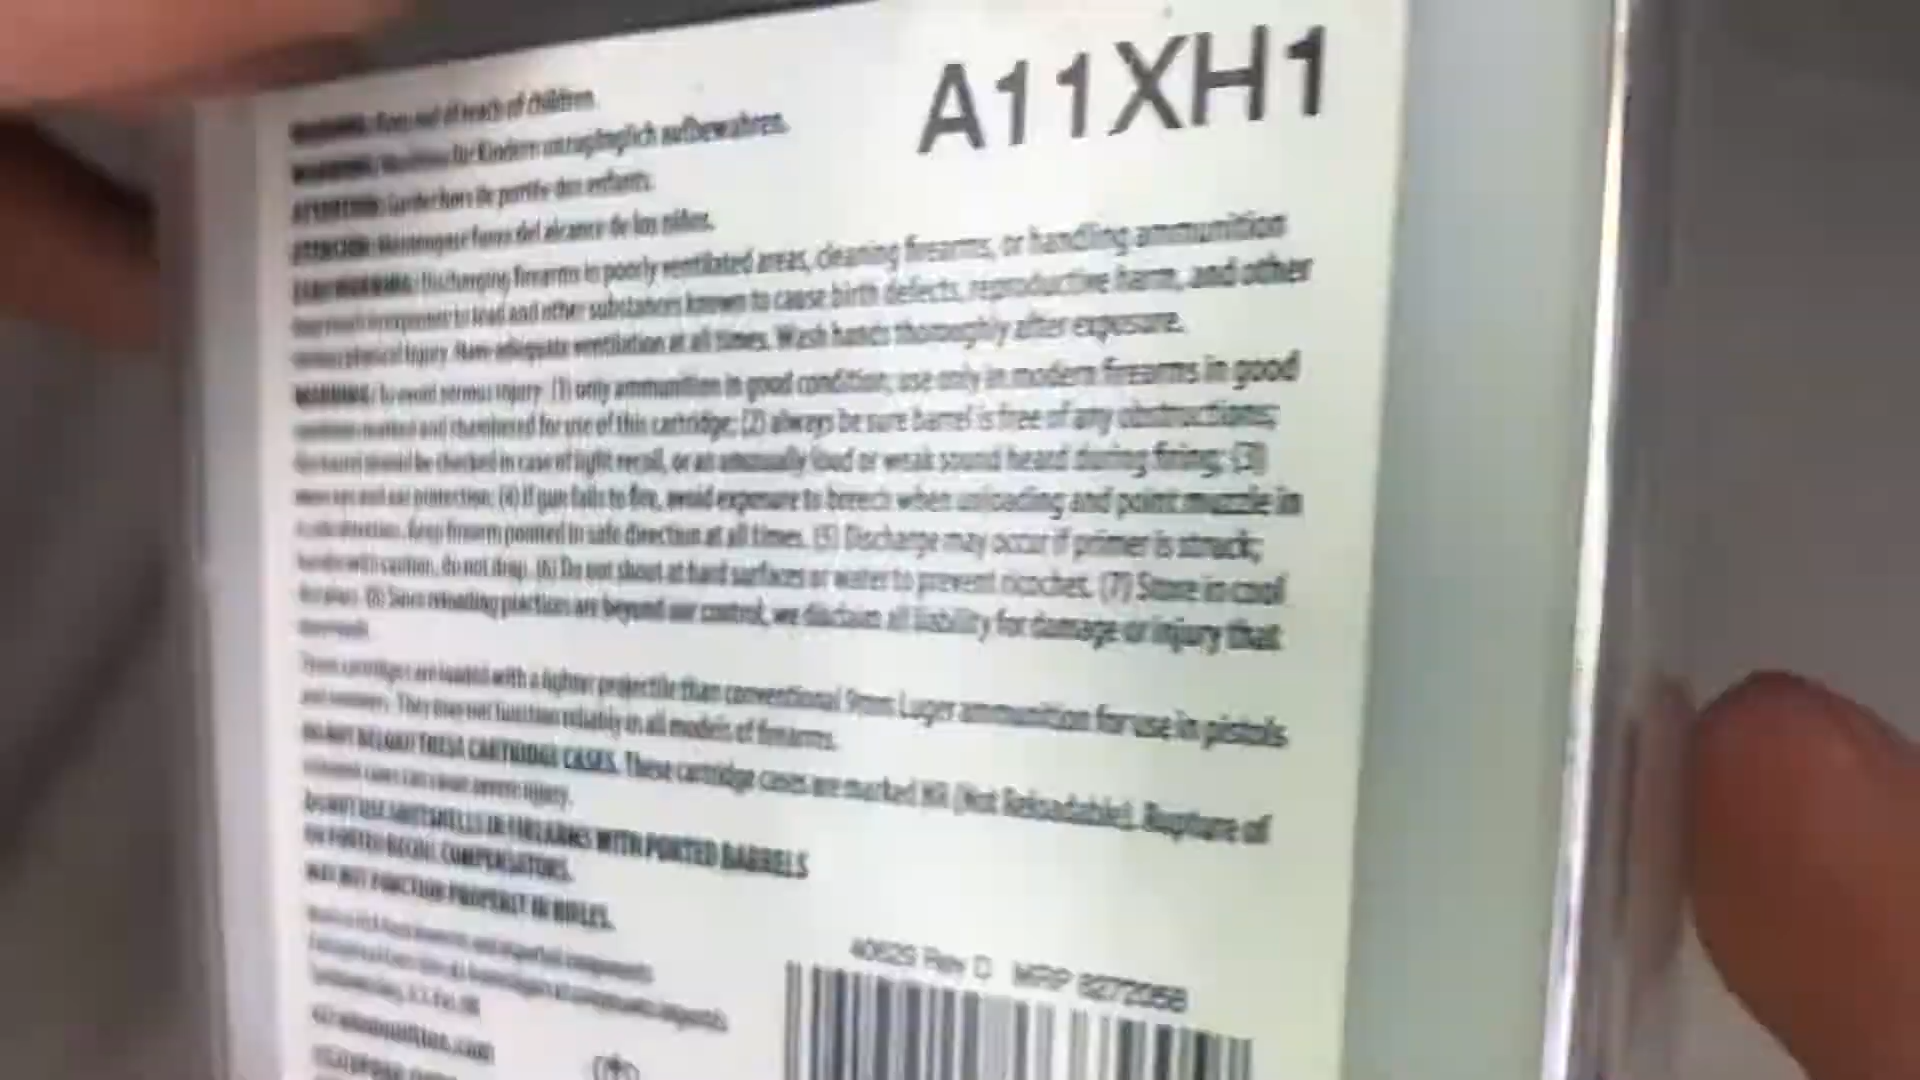 A11XH1
Keep out of reach of children.
für Kindern unzugänglich aufbewahren.
ATTENTION: Garder hors de portée des enfants.
ATENCIÓN: Manténgase fuera del alcance de los niños.
Discharging firearms in poorly ventilated areas, cleaning firearms, or handling ammunition
may result in exposure to lead and other substances known to cause birth defects, reproductive harm, and other
serious physical injury. Have adequate ventilation at all times. Wash hands thoroughly after exposure.
WARNING: To avoid serious injury: (1) only ammunition in good condition; use only in modern firearms in good
condition marked and chambered for use of this cartridge; (2) always be sure barrel is free of any obstructions;
the barrel should be checked in case of light recoil, or an unusually loud or weak sound heard during firing; (3)
wear eye and ear protection; (4) if gun fails to fire, avoid exposure to breech when unloading and point muzzle in
a safe direction. Keep firearm pointed in safe direction at all times. (5) Discharge may occur if primer is struck;
handle with caution, do not drop. (6) Do not shoot at hard surfaces or water to prevent ricochet. (7) Store in cool
dry place. (8) Since reloading practices are beyond our control, we disclaim all liability for damage or injury that
may result.
These cartridges are loaded with a lighter projectile than conventional 9mm Luger ammunition for use in pistols
and revolvers. They may not function reliably in all models of firearms.
DO NOT RELOAD THESE CARTRIDGE CASES. These cartridge cases are marked NR (Not Reloadable). Rupture of
reloaded cases can cause severe injury.
DO NOT USE SHOTSHELLS IN FIREARMS WITH PORTED BARRELS
OR PORTED RECOIL COMPENSATORS.
MAY NOT FUNCTION PROPERLY IN RIFLES.
40629 Rev D MRP 8272058